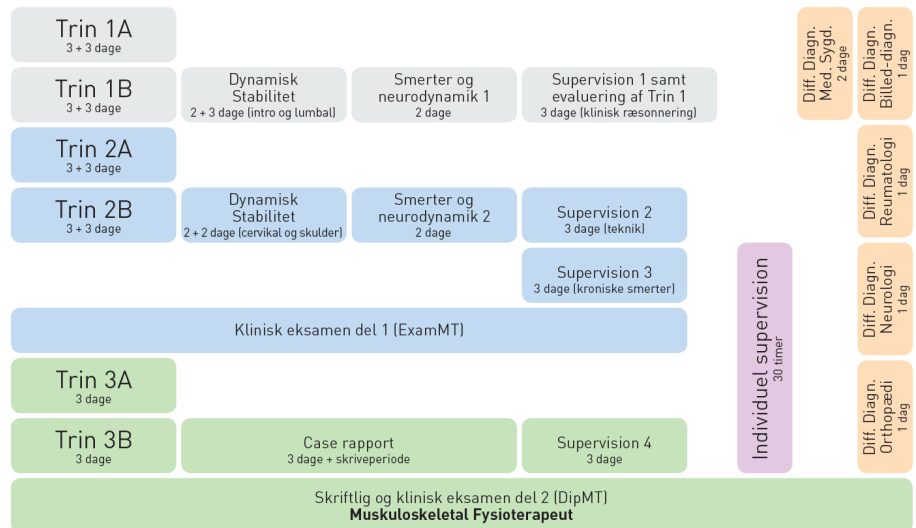 Trin 1A
3 + 3 dage
Diff. Diagn.
Med. Sygd.
2 dage
Diff. Diagn.
Billed-diagn.
1 dag
Trin 1B
3 + 3 dage
Dynamisk
Stabilitet
2 + 3 dage (intro og lumbal)
Smerter og
neurodynamik 1
2 dage
Supervision 1 samt
evaluering af Trin 1
3 dage (klinisk ræsonnering)
Trin 2A
3 + 3 dage
Diff. Diagn.
Reumatologi
1 dag
Trin 2B
3 + 3 dage
Dynamisk
Stabilitet
2 + 2 dage (cervikal og skulder)
Smerter og
neurodynamik 2
2 dage
Supervision 2
3 dage (teknik)
Supervision 3
3 dage (kroniske smerter)
Individuel supervision
30 timer
Diff. Diagn.
Neurologi
1 dag
Klinisk eksamen del 1 (ExamMT)
Trin 3A
3 dage
Diff. Diagn.
Orthopædi
1 dag
Trin 3B
3 dage
Case rapport
3 dage + skriveperiode
Supervision 4
3 dage
Skriftlig og klinisk eksamen del 2 (DipMT)
Muskuloskeletal Fysioterapeut